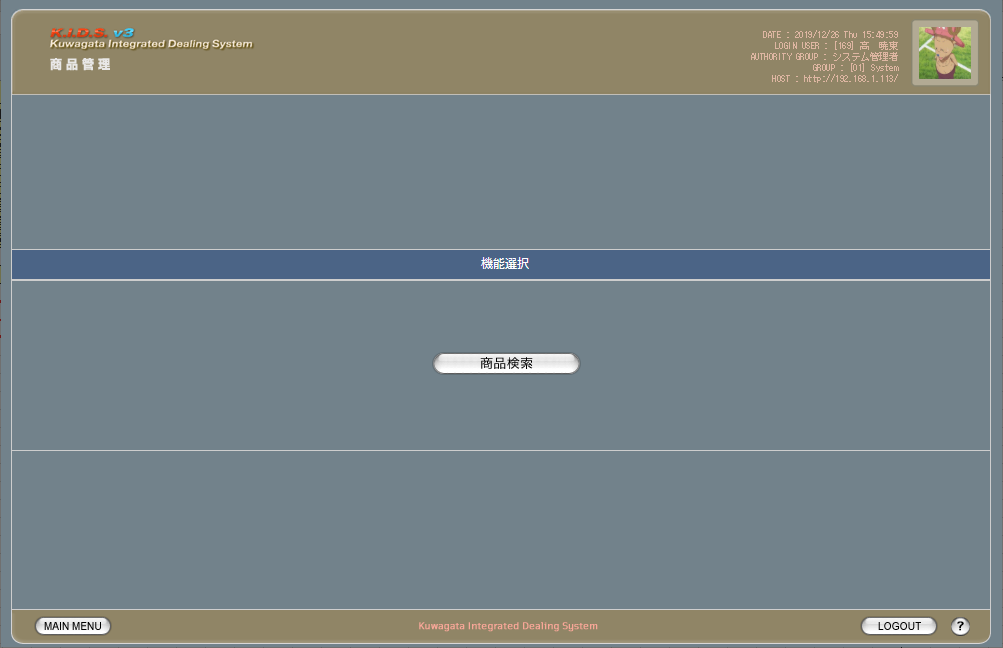 K.I.D.S. v3
Kuwagata Integrated Dealing System
商品管理
DATE : 2019/12/26 Thu 15:49:59
LOGIN USER : [169]高 暁東
AUTHORITY GROUP : システム管理者
GROUP : [01] System
HOST : http://192.168.1.113/
機能選択
商品検索
MAIN MENU
Kuwagata Integrated Dealing System
LOGOUT
?